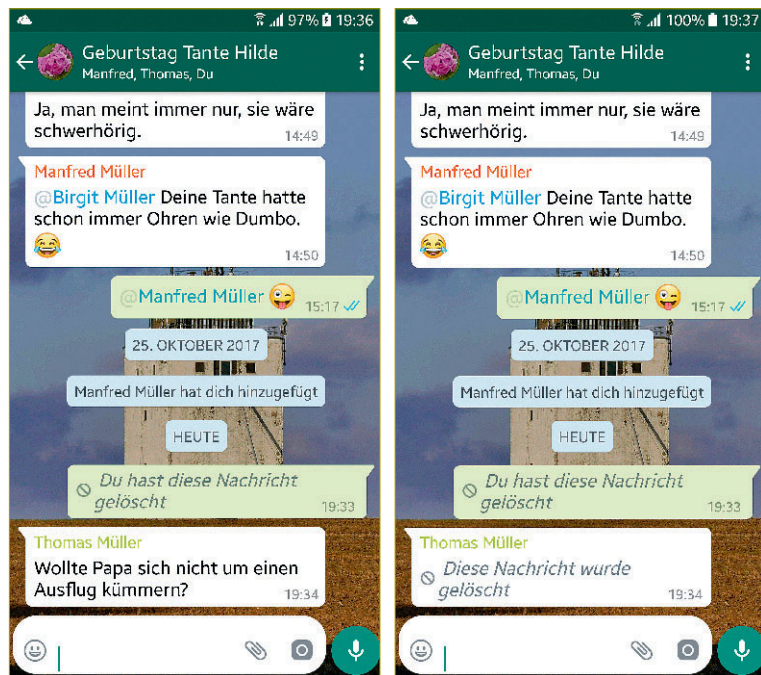 97% 19:36
Geburtstag Tante Hilde
Manfred, Thomas, Du
Ja, man meint immer nur, sie wäre
schwerhörig.
14:49
Manfred Müller
@Birgit Müller Deine Tante hatte
schon immer Ohren wie Dumbo.
😂
14:50
@Manfred Müller 😜
15:17
25. OKTOBER 2017
Manfred Müller hat dich hinzugefügt
HEUTE
Du hast diese Nachricht
gelöscht
19:33
Thomas Müller
Wollte Papa sich nicht um einen
Ausflug kümmern?
19:34
100% 19:37
Geburtstag Tante Hilde
Manfred, Thomas, Du
Ja, man meint immer nur, sie wäre
schwerhörig.
14:49
Manfred Müller
@Birgit Müller Deine Tante hatte
schon immer Ohren wie Dumbo.
😂
14:50
@Manfred Müller 😜
15:17
25. OKTOBER 2017
Manfred Müller hat dich hinzugefügt
HEUTE
Du hast diese Nachricht
gelöscht
19:33
Thomas Müller
Diese Nachricht wurde
gelöscht
19:34